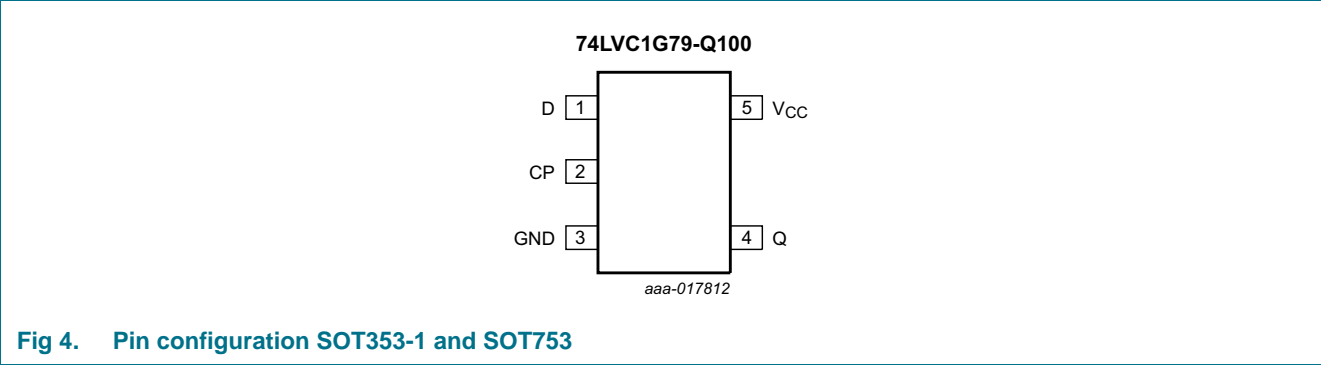 74LVC1G79-Q100
D 1
5 VCC
CP 2
GND 3
4 Q
aaa-017812
Fig 4. Pin configuration SOT353-1 and SOT753